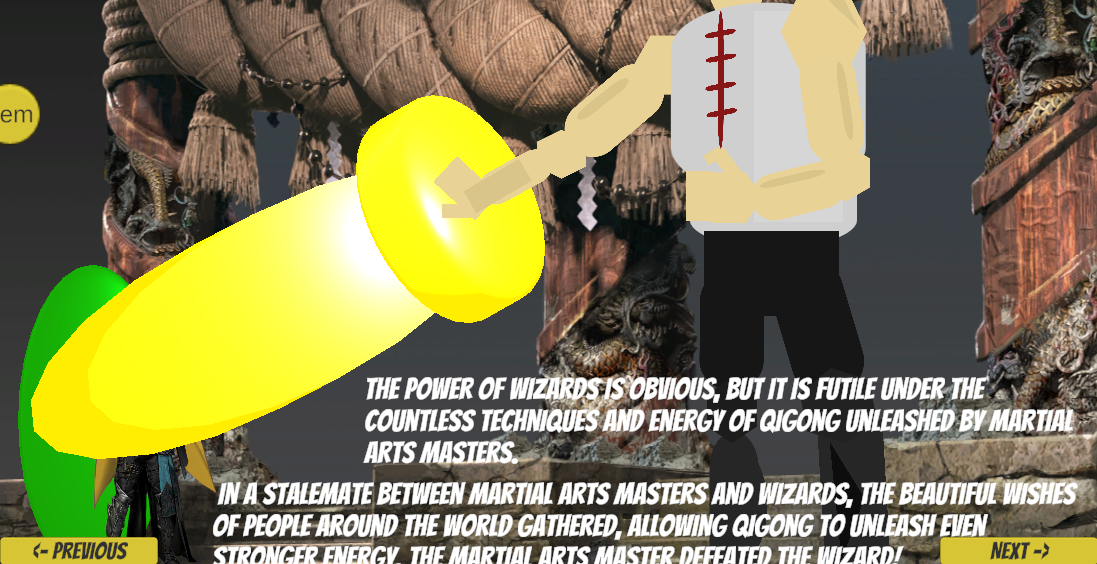 em
THE POWER OF WIZARDS IS OBVIOUS, BUT IT IS FUTILE UNDER THE
COUNTLESS TECHNIQUES AND ENERGY OF QIGONG UNLEASHED BY MARTIAL
ARTS MASTERS.
IN A STALEMATE BETWEEN MARTIAL ARTS MASTERS AND WIZARDS, THE BEAUTIFUL WISHES
OF PEOPLE AROUND THE WORLD GATHERED, ALLOWING QIGONG TO UNLEASH EVEN
STRONGER ENERGY. THE MARTIAL ARTS MASTER DEFEATED THE WIZARD!
<- PREVIOUS
NEXT ->